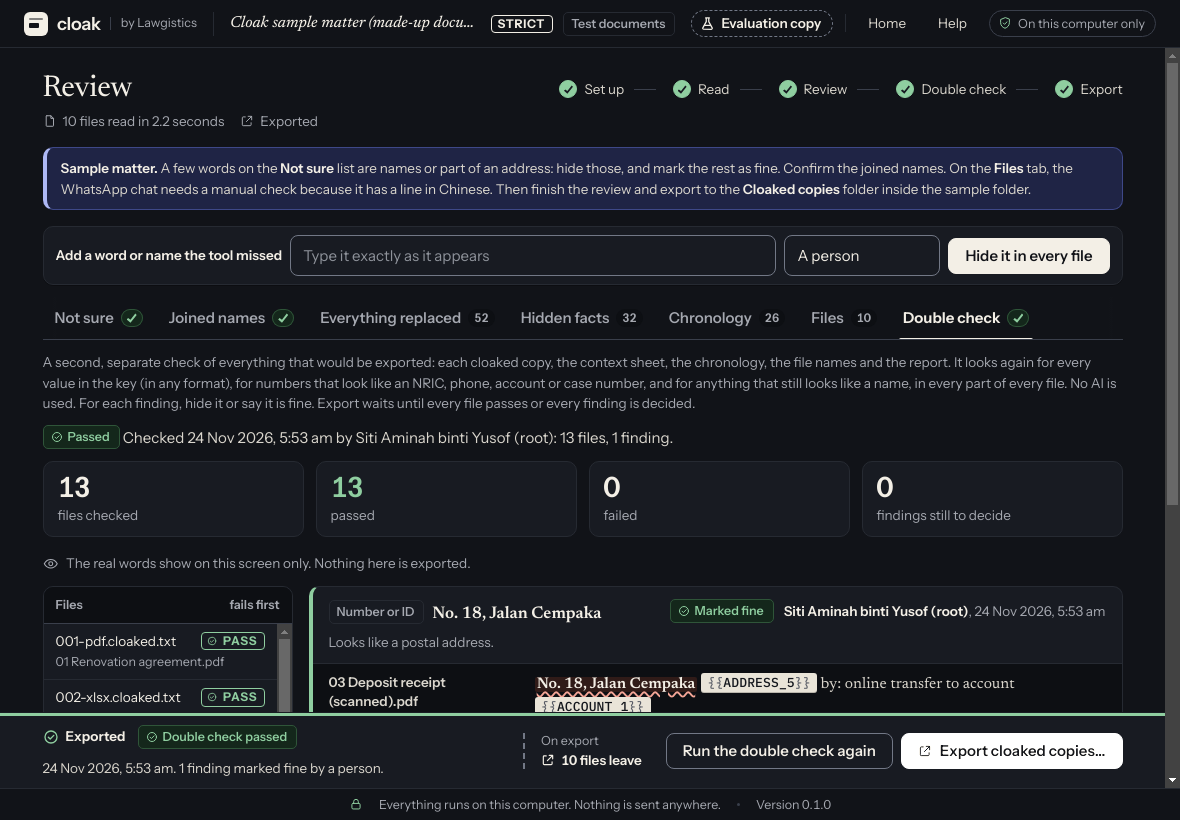 cloak by Lawgistics Cloak sample matter (made-up docu... STRICT Test documents Evaluation copy Home Help On this computer only
Review
Set up Read Review Double check Export
10 files read in 2.2 seconds Exported
Sample matter. A few words on the Not sure list are names or part of an address: hide those, and mark the rest as fine. Confirm the joined names. On the Files tab, the
WhatsApp chat needs a manual check because it has a line in Chinese. Then finish the review and export to the Cloaked copies folder inside the sample folder.
Add a word or name the tool missed Type it exactly as it appears A person Hide it in every file
Not sure Joined names Everything replaced 52 Hidden facts 32 Chronology 26 Files 10 Double check
A second, separate check of everything that would be exported: each cloaked copy, the context sheet, the chronology, the file names and the report. It looks again for every
value in the key (in any format), for numbers that look like an NRIC, phone, account or case number, and for anything that still looks like a name, in every part of every file. No AI is
used. For each finding, hide it or say it is fine. Export waits until every file passes or every finding is decided.
Passed Checked 24 Nov 2026, 5:53 am by Siti Aminah binti Yusof (root): 13 files, 1 finding.
13 13 0 0
files checked passed failed findings still to decide
The real words show on this screen only. Nothing here is exported.
Files fails first
001-pdf.cloaked.txt PASS
01 Renovation agreement.pdf
002-xlsx.cloaked.txt PASS
Number or ID No. 18, Jalan Cempaka Marked fine Siti Aminah binti Yusof (root), 24 Nov 2026, 5:53 am
Looks like a postal address.
03 Deposit receipt
(scanned).pdf
No. 18, Jalan Cempaka {{ADDRESS_5}} by: online transfer to account
{{ACCOUNT_1}}
Exported Double check passed
24 Nov 2026, 5:53 am. 1 finding marked fine by a person.
On export
10 files leave
Run the double check again Export cloaked copies...
Everything runs on this computer. Nothing is sent anywhere. · Version 0.1.0